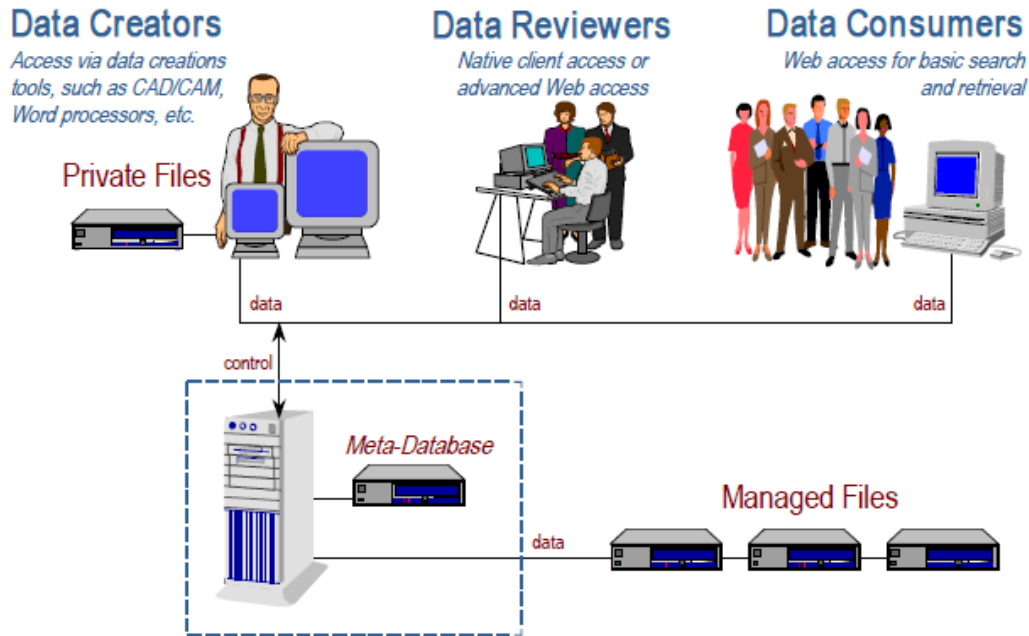 Data Creators
Access via data creations
tools, such as CAD/CAM,
Word processors, etc.
Data Reviewers
Native client access or
advanced Web access
Data Consumers
Web access for basic search
and retrieval
Private Files
data
data
data
control
Meta-Database
Managed Files
data